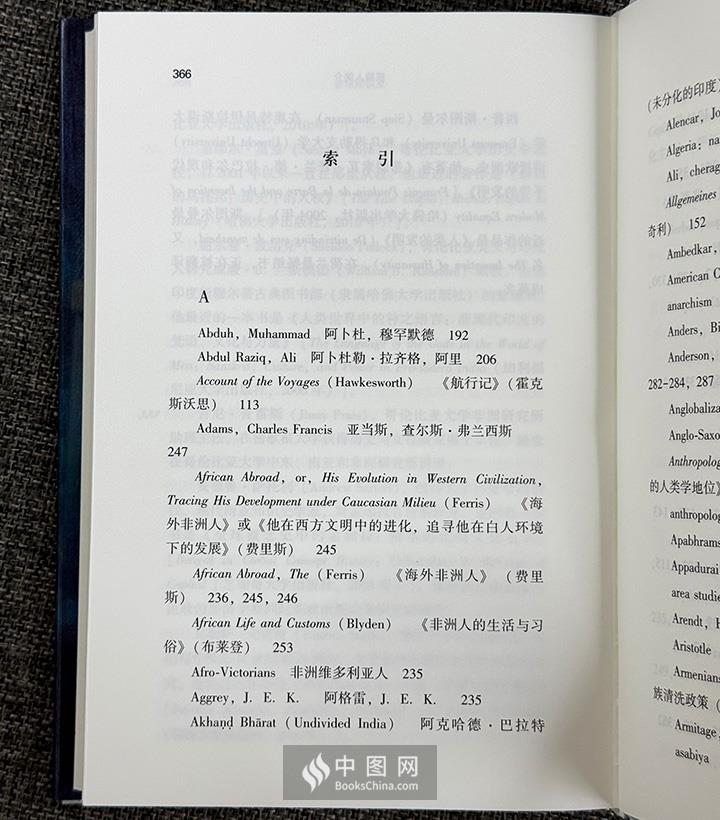 366
索 引
A
Abduh, Muhammad 阿卜杜，穆罕默德 192
Abdul Raziq, Ali 阿卜杜勒·拉齐格，阿里 206
Account of the Voyages (Hawkesworth) 《航行记》(霍克
斯沃思) 113
Adams, Charles Francis 亚当斯，查尔斯·弗兰西斯
247
African Abroad, or, His Evolution in Western Civilization,
Tracing His Development under Caucasian Milieu (Ferris) 《海
外非洲人》或《他在西方文明中的进化，追寻他在白人环境
下的发展》(费里斯) 245
African Abroad, The (Ferris) 《海外非洲人》 (费里
斯) 236, 245, 246
African Life and Customs (Blyden) 《非洲人的生活与习
俗》(布莱登) 253
Afro-Victorians 非洲维多利亚人 235
Aggrey, J. E. K. 阿格雷，J. E. K. 235
Akhaṇḍ Bhārat (Undivided India) 阿克哈德·巴拉特
(未分化的印度)
Alencar, Jo
Algeria: na
Ali, cherag
Allgemeines
奇利) 152
Ambedkar,
American C
anarchism
Anders, Bi
Anderson,
282-284, 287
Anglobaliza
Anglo-Saxo
Anthropolog
的人类学地位》
anthropolog
Apabhrams
Appadurai
area studie
Arendt, H
Aristotle
Armenians
族清洗政策 (
Armitage,
asabiya
中图网
BooksChina.com